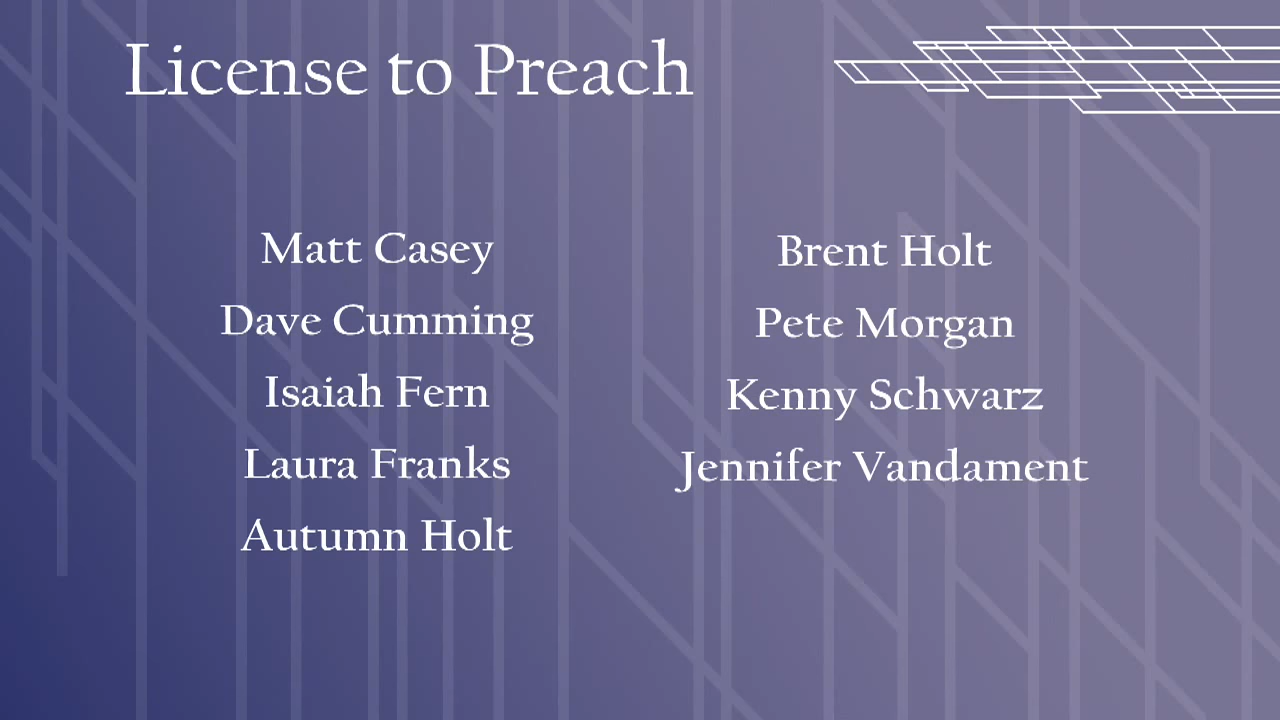 License to Preach
Matt Casey
Dave Cumming
Isaiah Fern
Laura Franks
Autumn Holt
Brent Holt
Pete Morgan
Kenny Schwarz
Jennifer Vandament